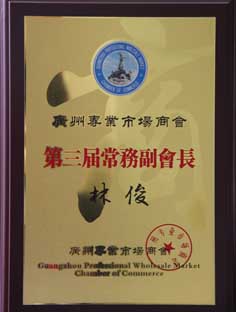 廣州專業市場商會
第三届常務副會長
林俊
廣州專業市場商會
Guangzhou Professional Wholesale Market
Chamber of Commerce